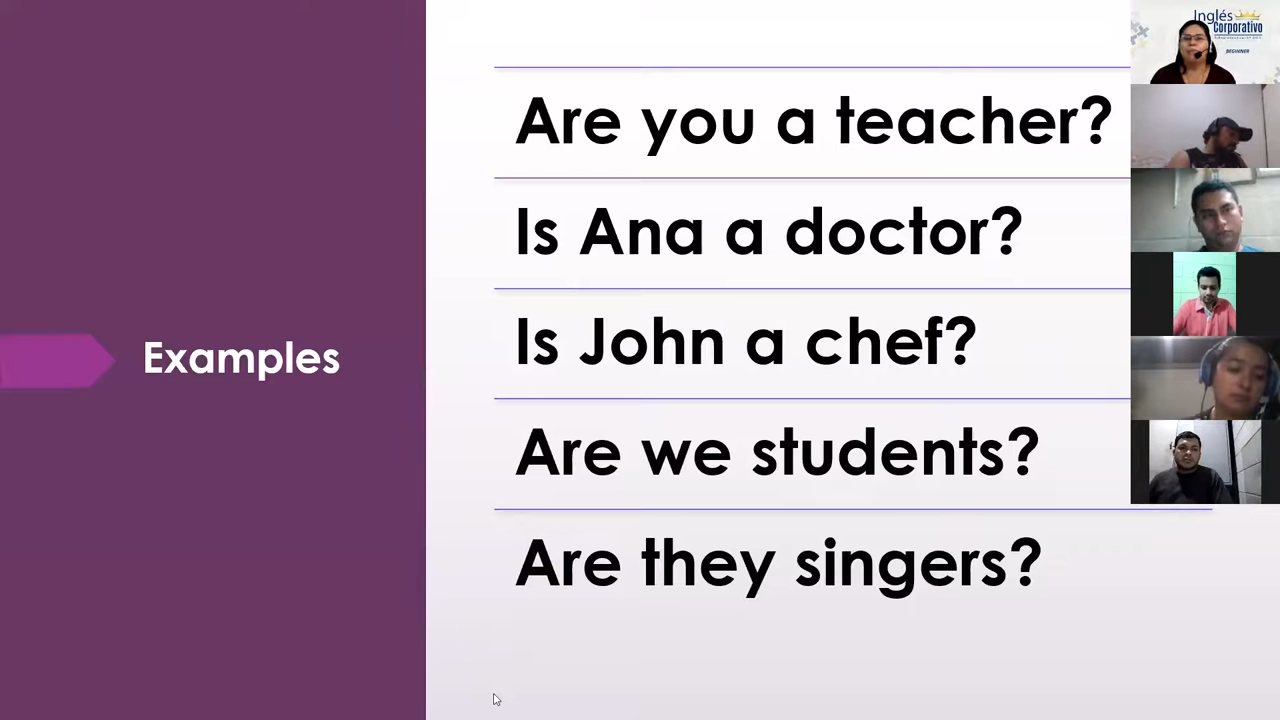 Inglés
Corporativo
BEGINNER
Are you a teacher?
Is Ana a doctor?
Is John a chef?
Are we students?
Are they singers?
Examples